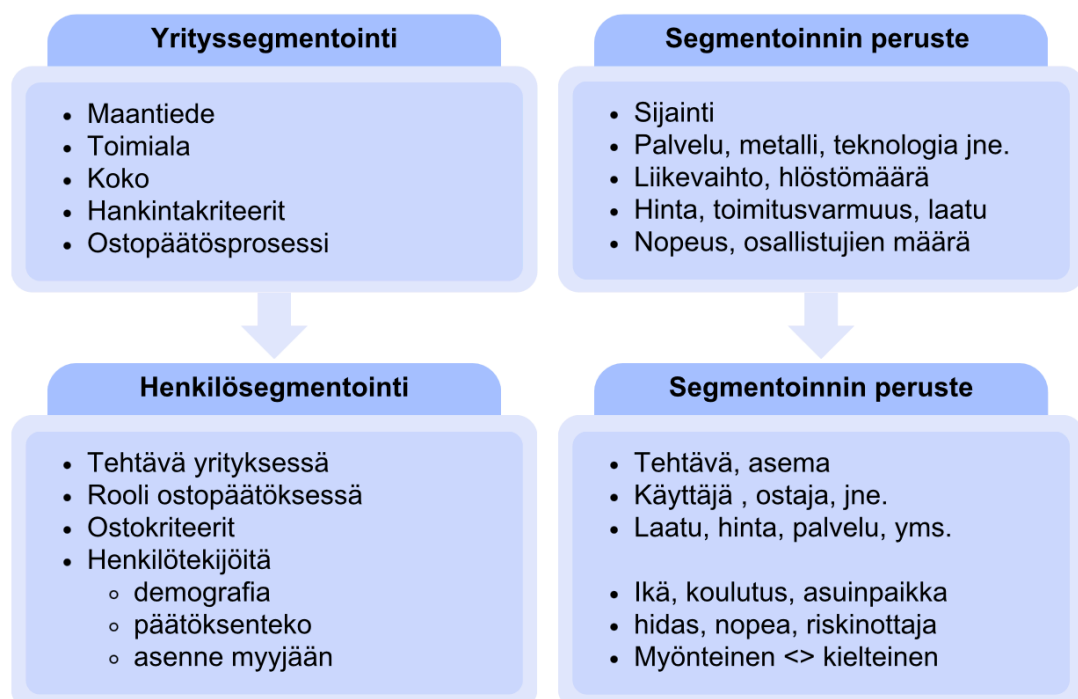 Yrityssegmentointi
Maantiede
Toimiala
Koko
Hankintakriteerit
Ostopäätösprosessi
Segmentoinnin peruste
Sijainti
Palvelu, metalli, teknologia jne.
Liikevaihto, hlöstömäärä
Hinta, toimitusvarmuus, laatu
Nopeus, osallistujien määrä
Henkilösegmentointi
Tehtävä yrityksessä
Rooli ostopäätöksessä
Ostokriteerit
Henkilötekijöitä
demografia
päätöksenteko
asenne myyjään
Segmentoinnin peruste
Tehtävä, asema
Käyttäjä , ostaja, jne.
Laatu, hinta, palvelu, yms.
Ikä, koulutus, asuinpaikka
hidas, nopea, riskinottaja
Myönteinen <> kielteinen